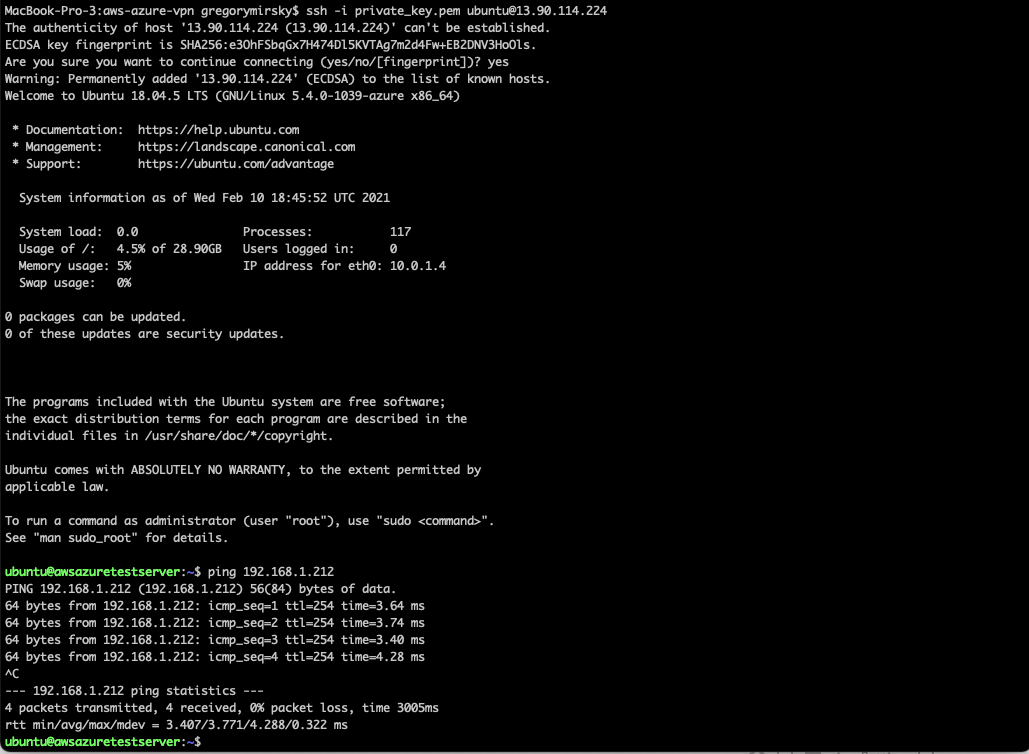 MacBook-Pro-3:aws-azure-vpn gregorymirsky$ ssh -i private_key.pem ubuntu@13.90.114.224
The authenticity of host '13.90.114.224 (13.90.114.224)' can't be established.
ECDSA key fingerprint is SHA256:e3OhFSbqGx7H474Dl5KVTAg7m2d4Fw+EB2DNV3HoOls.
Are you sure you want to continue connecting (yes/no/[fingerprint])? yes
Warning: Permanently added '13.90.114.224' (ECDSA) to the list of known hosts.
Welcome to Ubuntu 18.04.5 LTS (GNU/Linux 5.4.0-1039-azure x86_64)
* Documentation:  https://help.ubuntu.com
* Management:     https://landscape.canonical.com
* Support:        https://ubuntu.com/advantage
System information as of Wed Feb 10 18:45:52 UTC 2021
System load:  0.0                Processes:           117
Usage of /:   4.5% of 28.90GB   Users logged in:     0
Memory usage: 5%                IP address for eth0: 10.0.1.4
Swap usage:   0%
0 packages can be updated.
0 of these updates are security updates.
The programs included with the Ubuntu system are free software;
the exact distribution terms for each program are described in the
individual files in /usr/share/doc/*/copyright.
Ubuntu comes with ABSOLUTELY NO WARRANTY, to the extent permitted by
applicable law.
To run a command as administrator (user "root"), use "sudo <command>".
See "man sudo_root" for details.
ubuntu@awsazuretestserver:~$ ping 192.168.1.212
PING 192.168.1.212 (192.168.1.212) 56(84) bytes of data.
64 bytes from 192.168.1.212: icmp_seq=1 ttl=254 time=3.64 ms
64 bytes from 192.168.1.212: icmp_seq=2 ttl=254 time=3.74 ms
64 bytes from 192.168.1.212: icmp_seq=3 ttl=254 time=3.40 ms
64 bytes from 192.168.1.212: icmp_seq=4 ttl=254 time=4.28 ms
^C
--- 192.168.1.212 ping statistics ---
4 packets transmitted, 4 received, 0% packet loss, time 3005ms
rtt min/avg/max/mdev = 3.407/3.771/4.288/0.322 ms
ubuntu@awsazuretestserver:~$